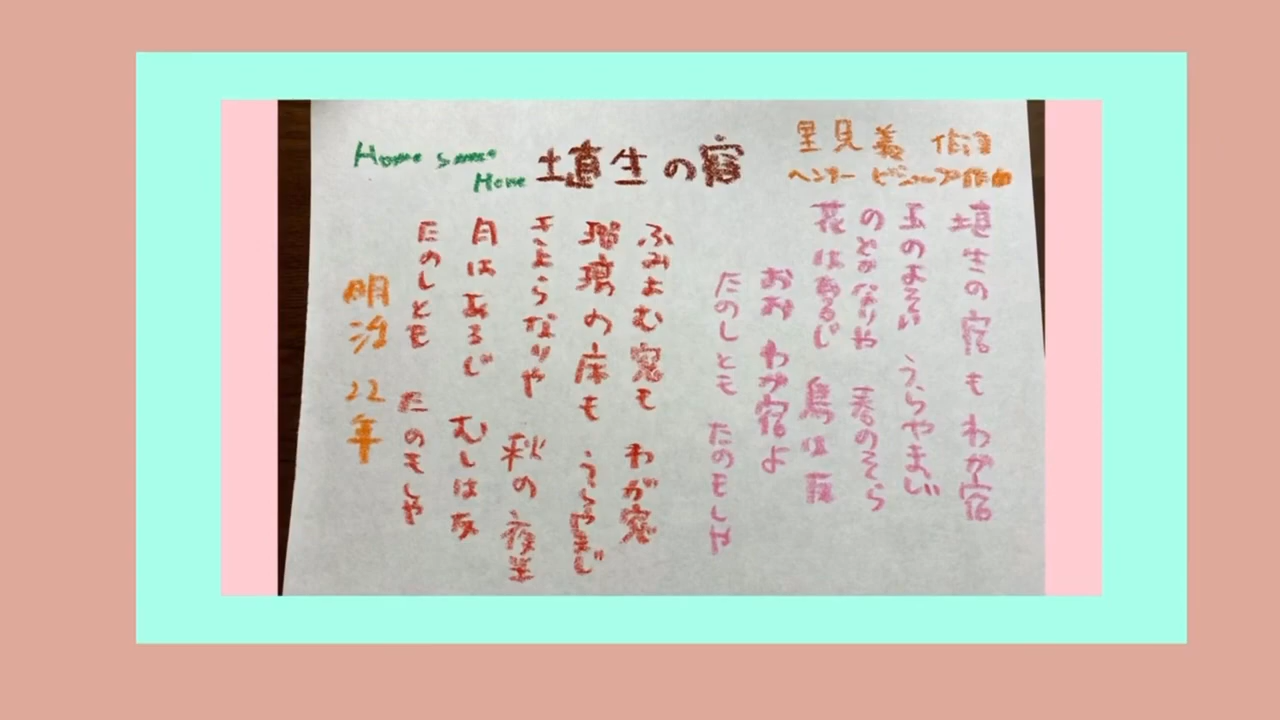 埴生の宿
Home
Home
里見義 作詩
ヘンリー ビショップ作曲
埴生の宿も わが宿
玉のよそい うらやまじ
のどかなりや 春のそら
花はあるじ 鳥は友
おお わが宿よ
たのしとも たのもしや
ふみよむ窓も わが窓
瑠璃の床も うらやまじ
きよらなりや 秋の夜半
月はあるじ むしは友
たのしとも たのもしや
明治22年